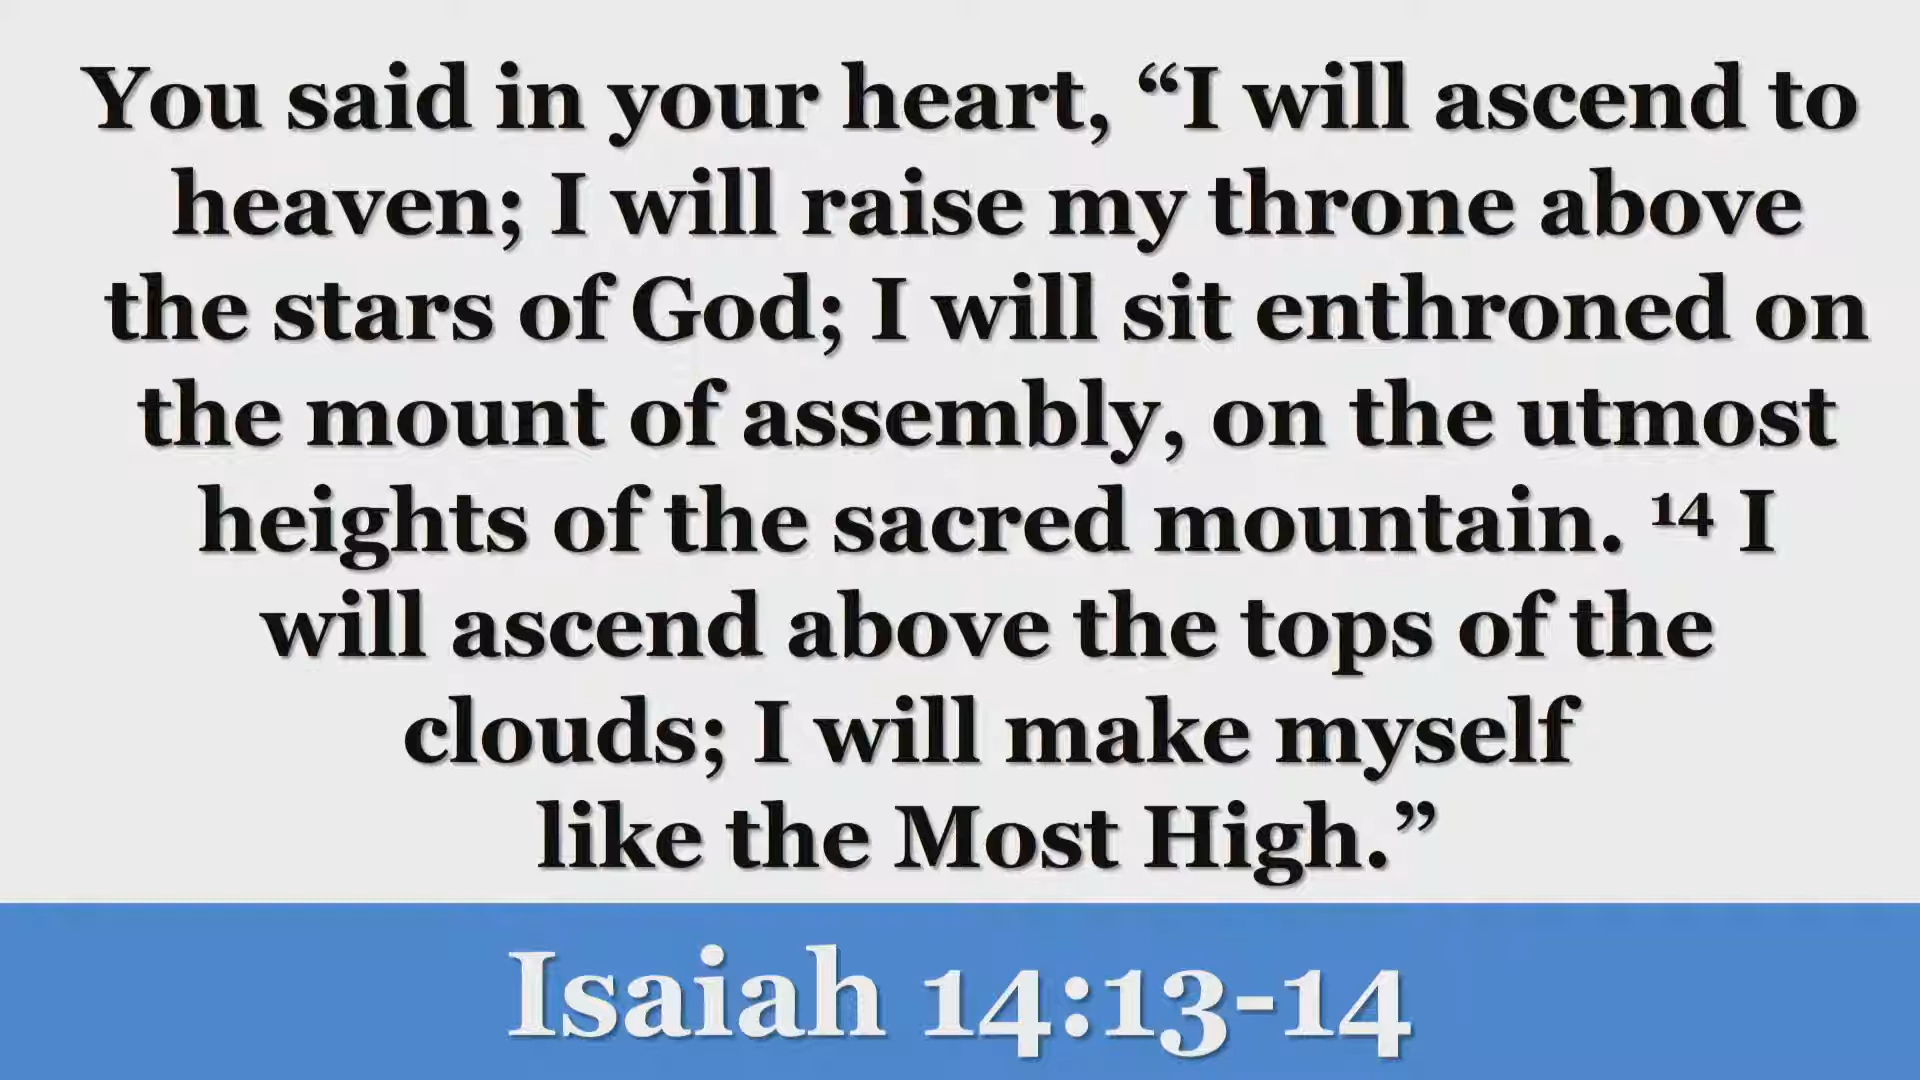 You said in your heart, “I will ascend to
heaven; I will raise my throne above
the stars of God; I will sit enthroned on
the mount of assembly, on the utmost
heights of the sacred mountain. ¹⁴ I
will ascend above the tops of the
clouds; I will make myself
like the Most High.”
Isaiah 14:13-14